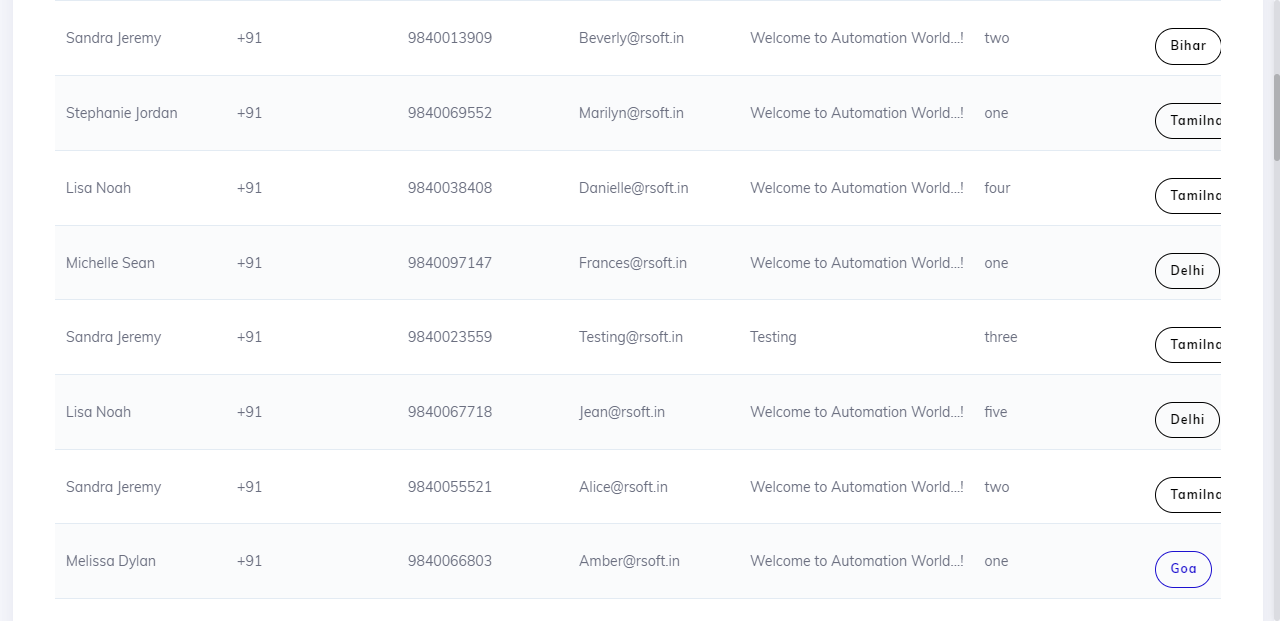 Sandra Jeremy +91 9840013909 Beverly@rsoft.in Welcome to Automation World...! two Bihar
Stephanie Jordan +91 9840069552 Marilyn@rsoft.in Welcome to Automation World...! one Tamilna
Lisa Noah +91 9840038408 Danielle@rsoft.in Welcome to Automation World...! four Tamilna
Michelle Sean +91 9840097147 Frances@rsoft.in Welcome to Automation World...! one Delhi
Sandra Jeremy +91 9840023559 Testing@rsoft.in Testing three Tamilna
Lisa Noah +91 9840067718 Jean@rsoft.in Welcome to Automation World...! five Delhi
Sandra Jeremy +91 9840055521 Alice@rsoft.in Welcome to Automation World...! two Tamilna
Melissa Dylan +91 9840066803 Amber@rsoft.in Welcome to Automation World...! one Goa